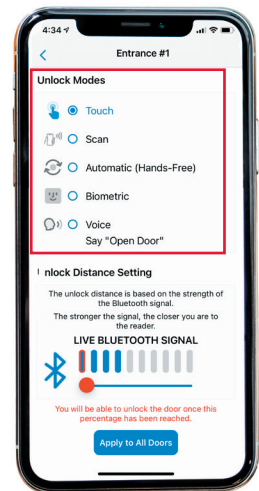 4:34
Entrance #1
Unlock Modes
Touch
Scan
Automatic (Hands-Free)
Biometric
Voice
Say "Open Door"
nlock Distance Setting
The unlock distance is based on the strength of
the Bluetooth signal.
The stronger the signal, the closer you are to
the reader.
LIVE BLUETOOTH SIGNAL
You will be able to unlock the door once this
percentage has been reached.
Apply to All Doors